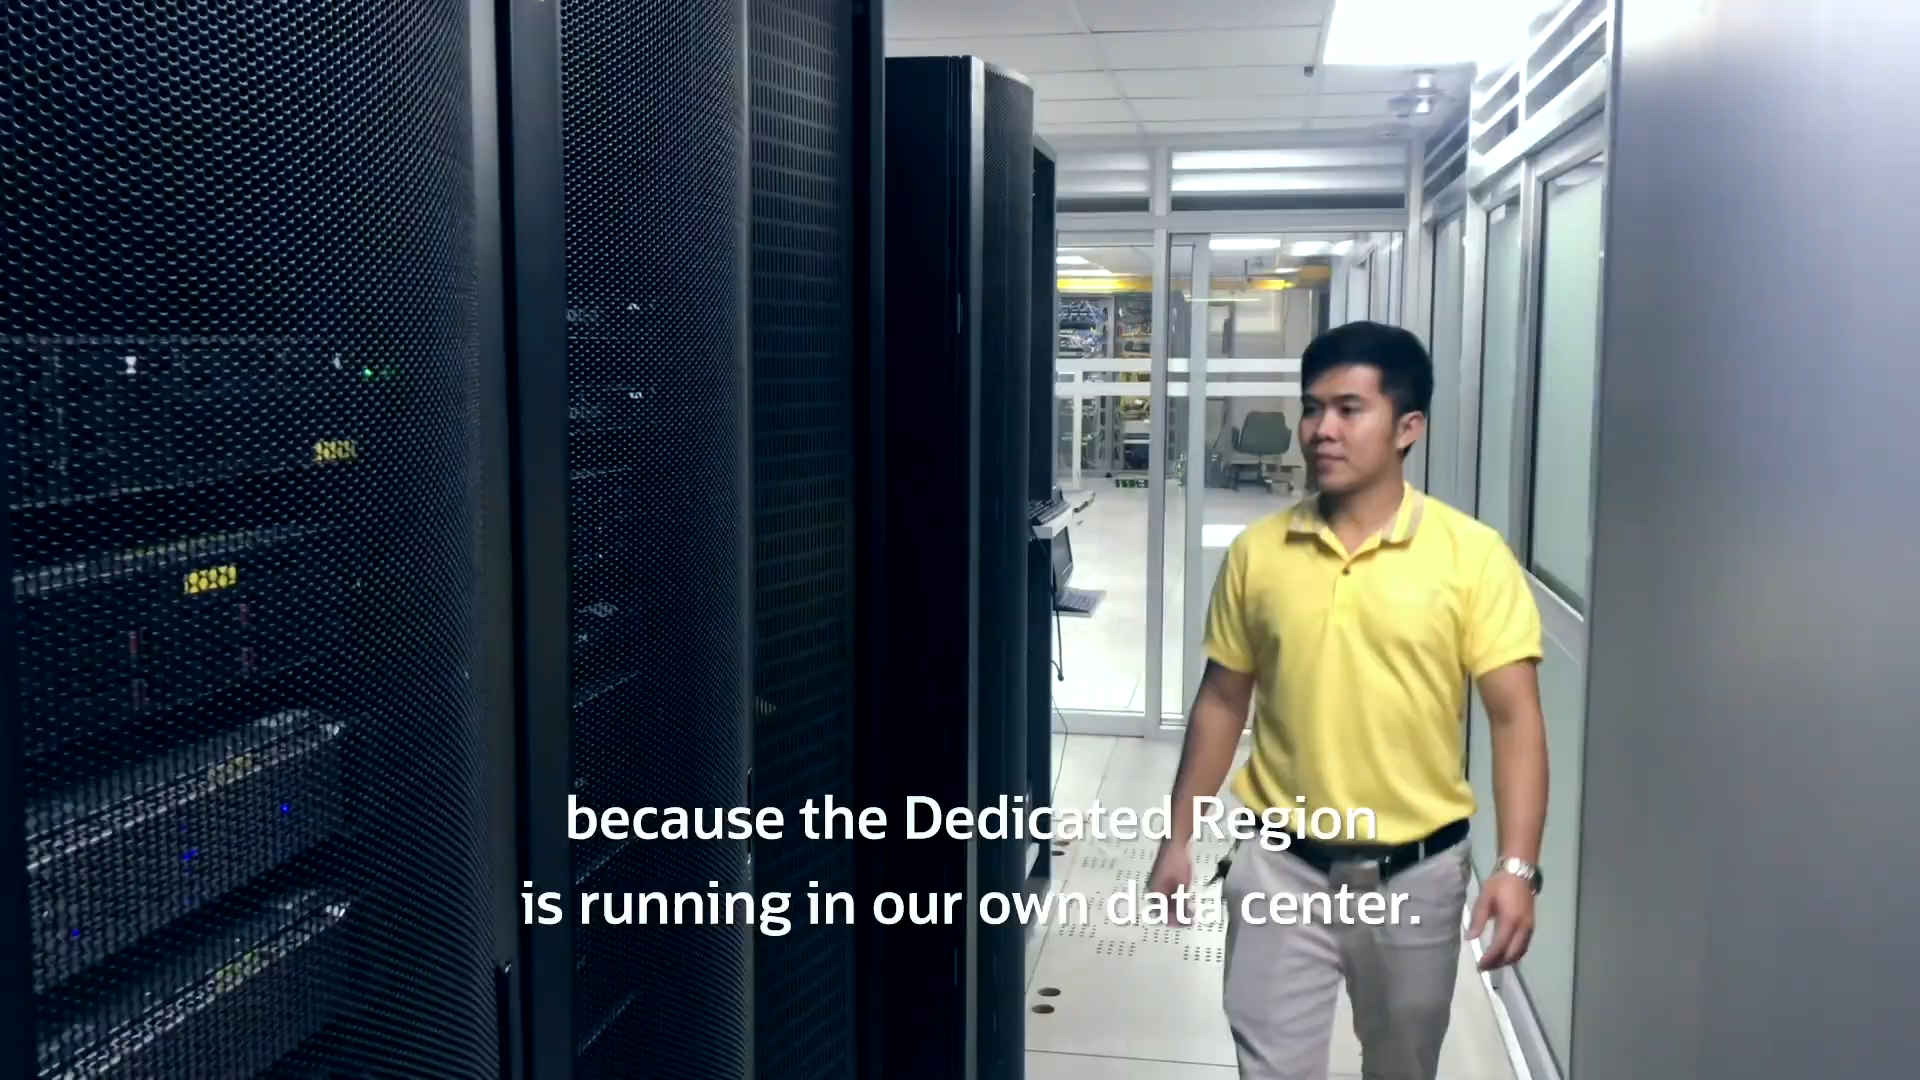 because the Dedicated Region
is running in our own data center.